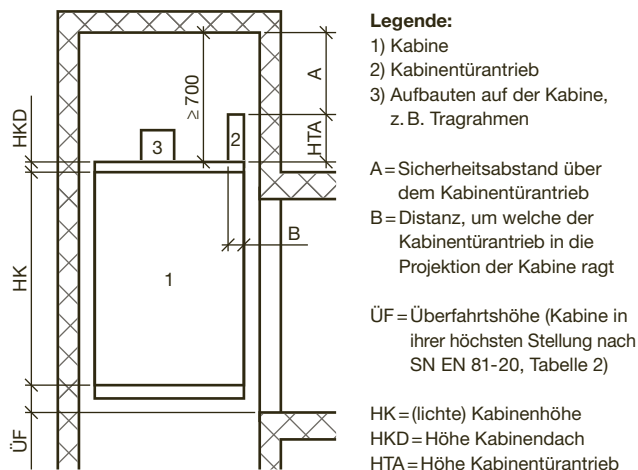 HKD
HK
ÜF
≥ 700
A
HTA
3
2
B
1
Legende:
1) Kabine
2) Kabinentürantrieb
3) Aufbauten auf der Kabine,
z. B. Tragrahmen
A = Sicherheitsabstand über
dem Kabinentürantrieb
B = Distanz, um welche der
Kabinentürantrieb in die
Projektion der Kabine ragt
ÜF = Überfahrtshöhe (Kabine in
ihrer höchsten Stellung nach
SN EN 81-20, Tabelle 2)
HK = (lichte) Kabinenhöhe
HKD = Höhe Kabinendach
HTA = Höhe Kabinentürantrieb